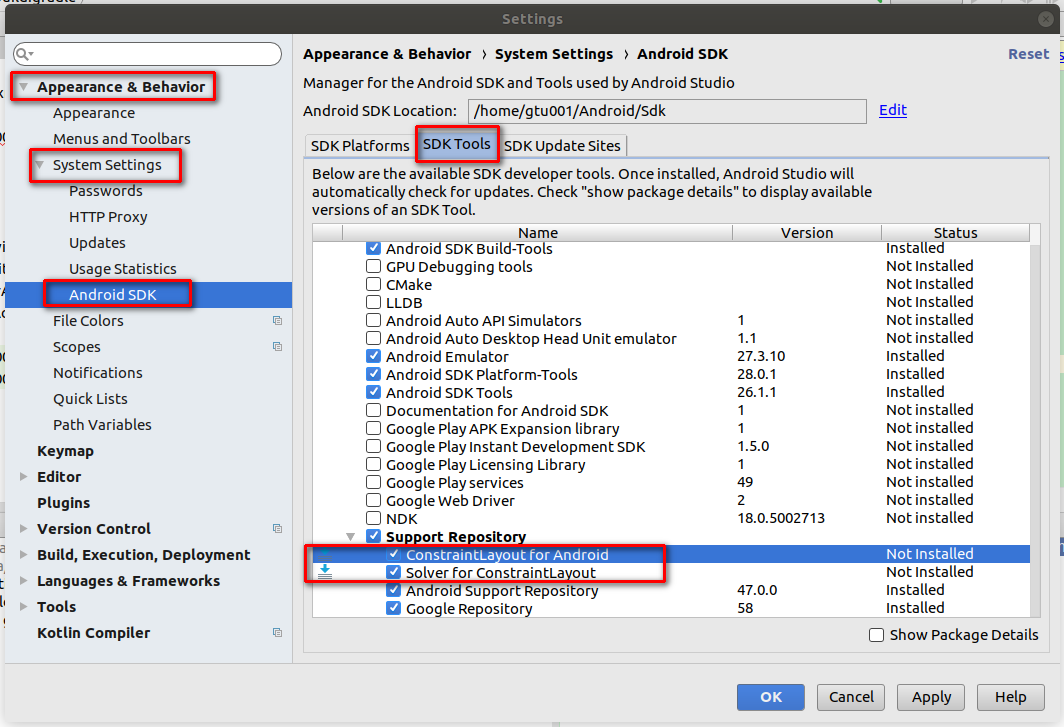 Settings
Appearance & Behavior
Appearance
Menus and Toolbars
System Settings
Passwords
HTTP Proxy
Updates
Usage Statistics
Android SDK
File Colors
Scopes
Notifications
Quick Lists
Path Variables
Keymap
Editor
Plugins
Version Control
Build, Execution, Deployment
Languages & Frameworks
Tools
Kotlin Compiler
Appearance & Behavior › System Settings › Android SDK Reset
Manager for the Android SDK and Tools used by Android Studio
Android SDK Location: /home/gtu001/Android/Sdk Edit
SDK Platforms SDK Tools SDK Update Sites
Below are the available SDK developer tools. Once installed, Android Studio will
automatically check for updates. Check "show package details" to display available
versions of an SDK Tool.
Name Version Status
Android SDK Build-Tools Installed
GPU Debugging tools Not Installed
CMake Not Installed
LLDB Not Installed
Android Auto API Simulators 1 Not installed
Android Auto Desktop Head Unit emulator 1.1 Not installed
Android Emulator 27.3.10 Installed
Android SDK Platform-Tools 28.0.1 Installed
Android SDK Tools 26.1.1 Installed
Documentation for Android SDK 1 Not installed
Google Play APK Expansion library 1 Not installed
Google Play Instant Development SDK 1.5.0 Not installed
Google Play Licensing Library 1 Not installed
Google Play services 49 Not installed
Google Web Driver 2 Not installed
NDK 18.0.5002713 Not installed
Support Repository
ConstraintLayout for Android Not Installed
Solver for ConstraintLayout Not Installed
Android Support Repository 47.0.0 Installed
Google Repository 58 Installed
Show Package Details
OK Cancel Apply Help